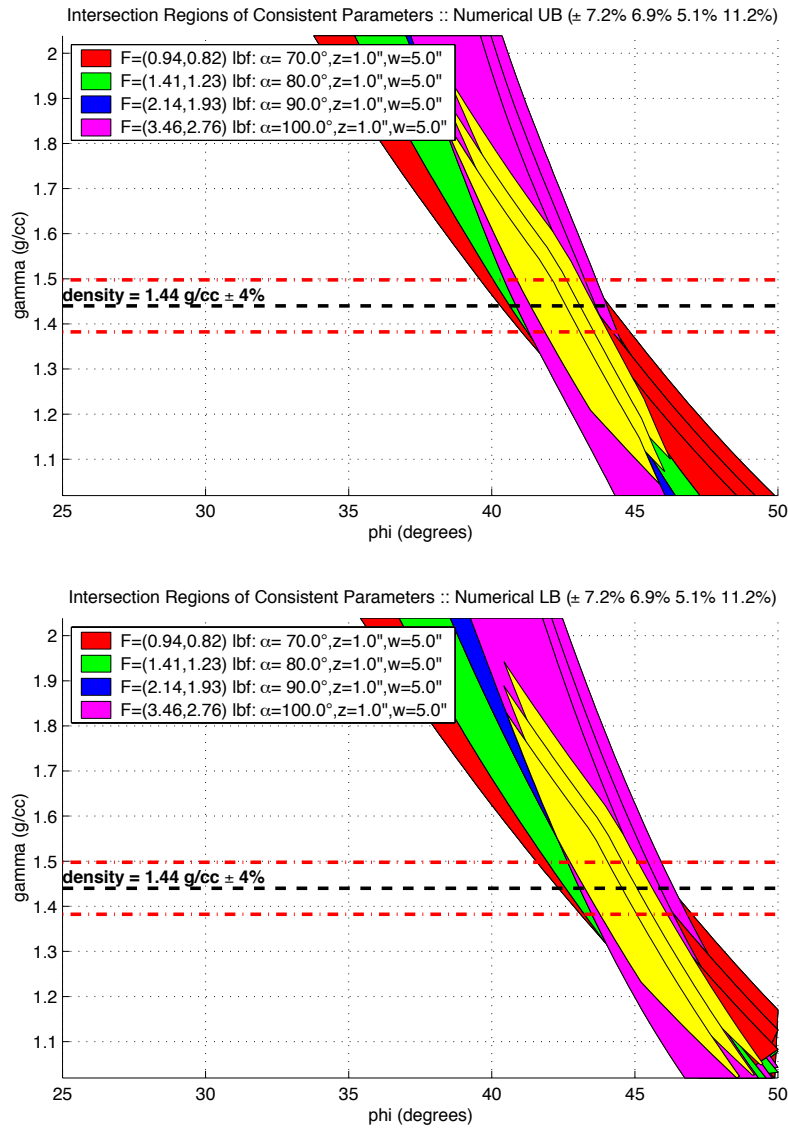 Intersection Regions of Consistent Parameters :: Numerical UB (± 7.2% 6.9% 5.1% 11.2%)
2
F=(0.94,0.82) lbf: α= 70.0°,z=1.0",w=5.0"
F=(1.41,1.23) lbf: α= 80.0°,z=1.0",w=5.0"
1.9
F=(2.14,1.93) lbf: α= 90.0°,z=1.0",w=5.0"
F=(3.46,2.76) lbf: α=100.0°,z=1.0",w=5.0"
1.8
1.7
1.6
gamma (g/cc)
1.5
density = 1.44 g/cc ± 4%
1.4
1.3
1.2
1.1
25 30 35 40 45 50
phi (degrees)
Intersection Regions of Consistent Parameters :: Numerical LB (± 7.2% 6.9% 5.1% 11.2%)
2
F=(0.94,0.82) lbf: α= 70.0°,z=1.0",w=5.0"
F=(1.41,1.23) lbf: α= 80.0°,z=1.0",w=5.0"
1.9
F=(2.14,1.93) lbf: α= 90.0°,z=1.0",w=5.0"
F=(3.46,2.76) lbf: α=100.0°,z=1.0",w=5.0"
1.8
1.7
1.6
gamma (g/cc)
1.5
density = 1.44 g/cc ± 4%
1.4
1.3
1.2
1.1
25 30 35 40 45 50
phi (degrees)